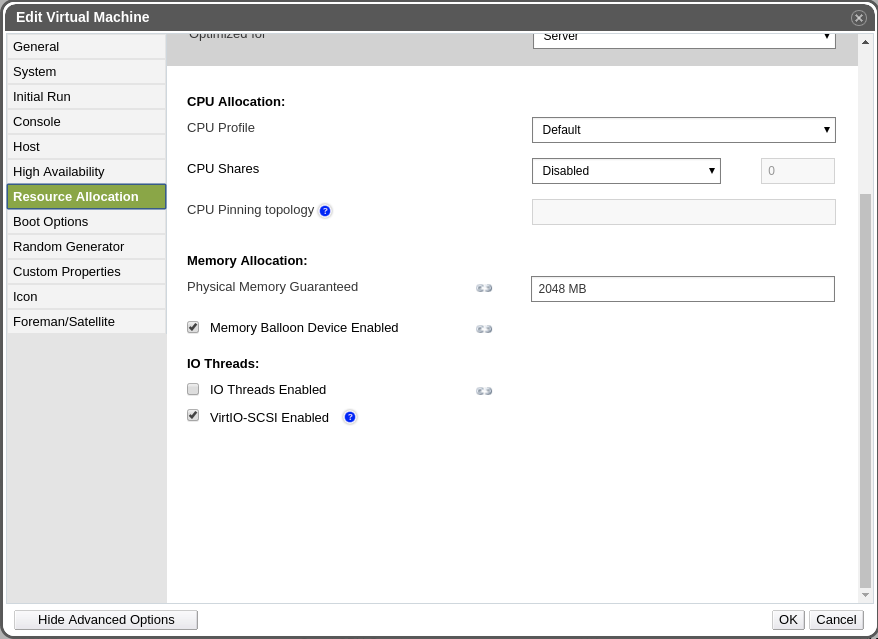 Edit Virtual Machine
General
System
Initial Run
Console
Host
High Availability
Resource Allocation
Boot Options
Random Generator
Custom Properties
Icon
Foreman/Satellite
Optimized for
Server
CPU Allocation:
CPU Profile
Default
CPU Shares
Disabled
0
CPU Pinning topology
?
Memory Allocation:
Physical Memory Guaranteed
2048 MB
Memory Balloon Device Enabled
IO Threads:
IO Threads Enabled
VirtIO-SCSI Enabled
?
Hide Advanced Options
OK
Cancel